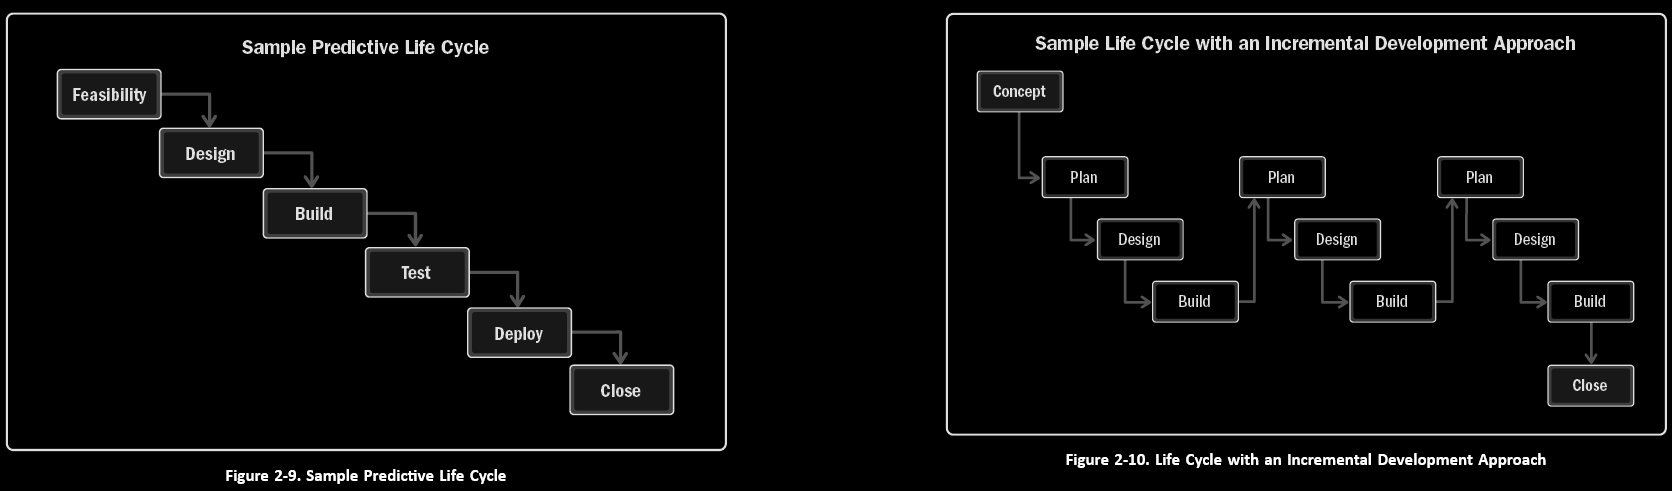 Sample Predictive Life Cycle
Feasibility
Design
Build
Test
Deploy
Close
Figure 2-9. Sample Predictive Life Cycle
Sample Life Cycle with an Incremental Development Approach
Concept
Plan
Design
Build
Plan
Design
Build
Plan
Design
Build
Close
Figure 2-10. Life Cycle with an Incremental Development Approach